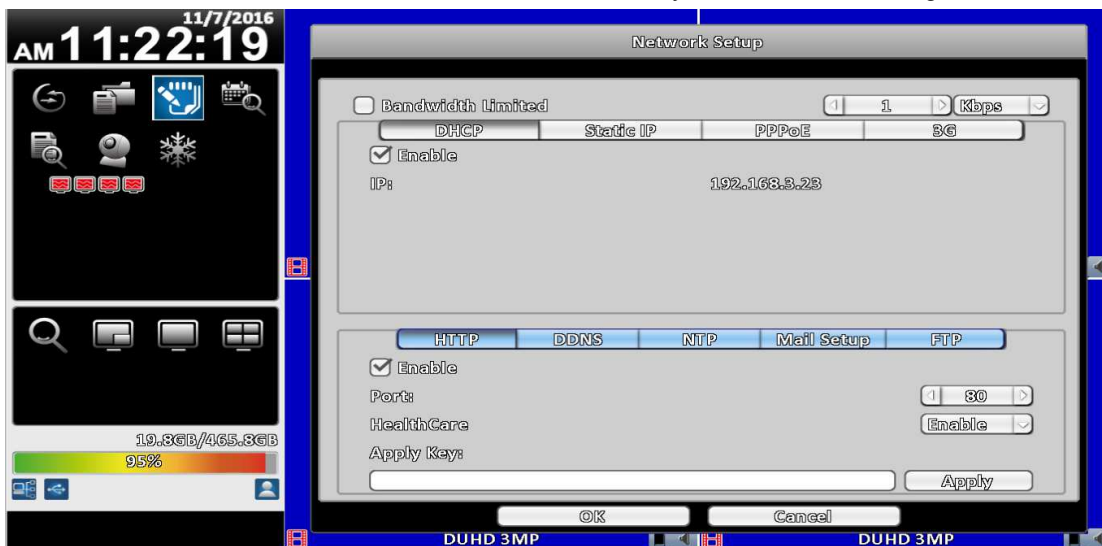 11/7/2016
AM 11:22:19
Network Setup
Bandwidth Limited 1 Kbps
DHCP Static IP PPPoE 3G
Enable
IP: 192.168.3.23
HTTP DDNS NTP Mail Setup FTP
Enable
Port: 80
HealthCare Enable
Apply Key:
Apply
OK Cancel
19.8GB/465.8GB
95%
DUHD 3MP DUHD 3MP